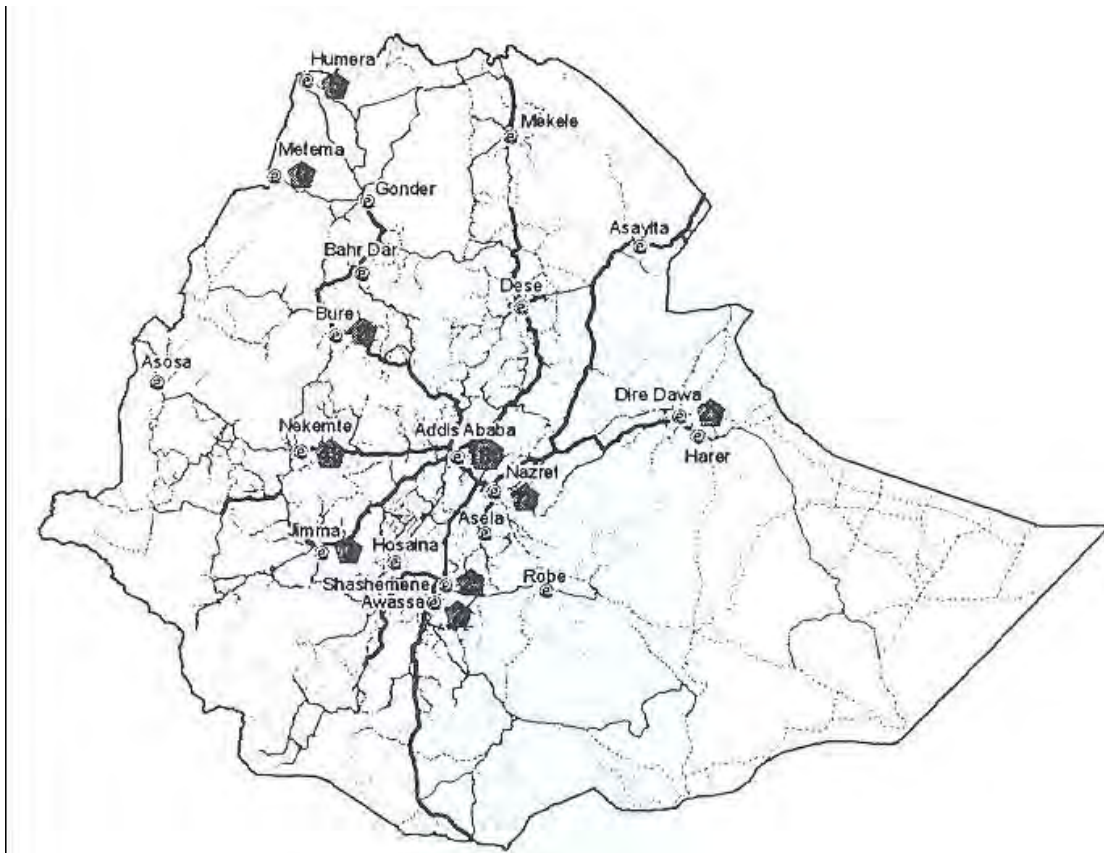 Humera
Mekele
Metema
Gonder
Asayita
Bahr Dar
Dese
Bure
Asosa
Dire Dawa
Nekemte
Addis Ababa
Harer
Nazret
Asela
Jimma
Hosaina
Shashemene
Robe
Awassa